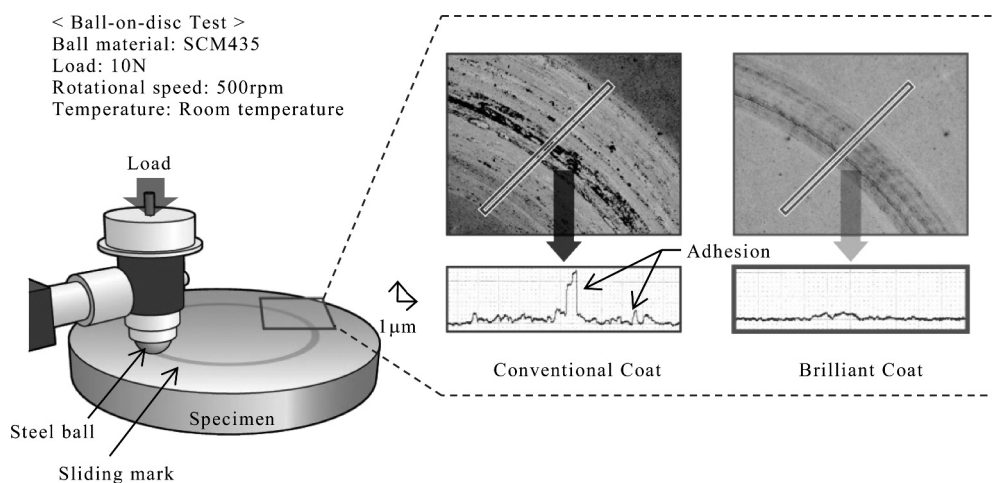 < Ball-on-disc Test >
Ball material: SCM435
Load: 10N
Rotational speed: 500rpm
Temperature: Room temperature
Load
Adhesion
1μm
Conventional Coat
Brilliant Coat
Specimen
Steel ball
Sliding mark